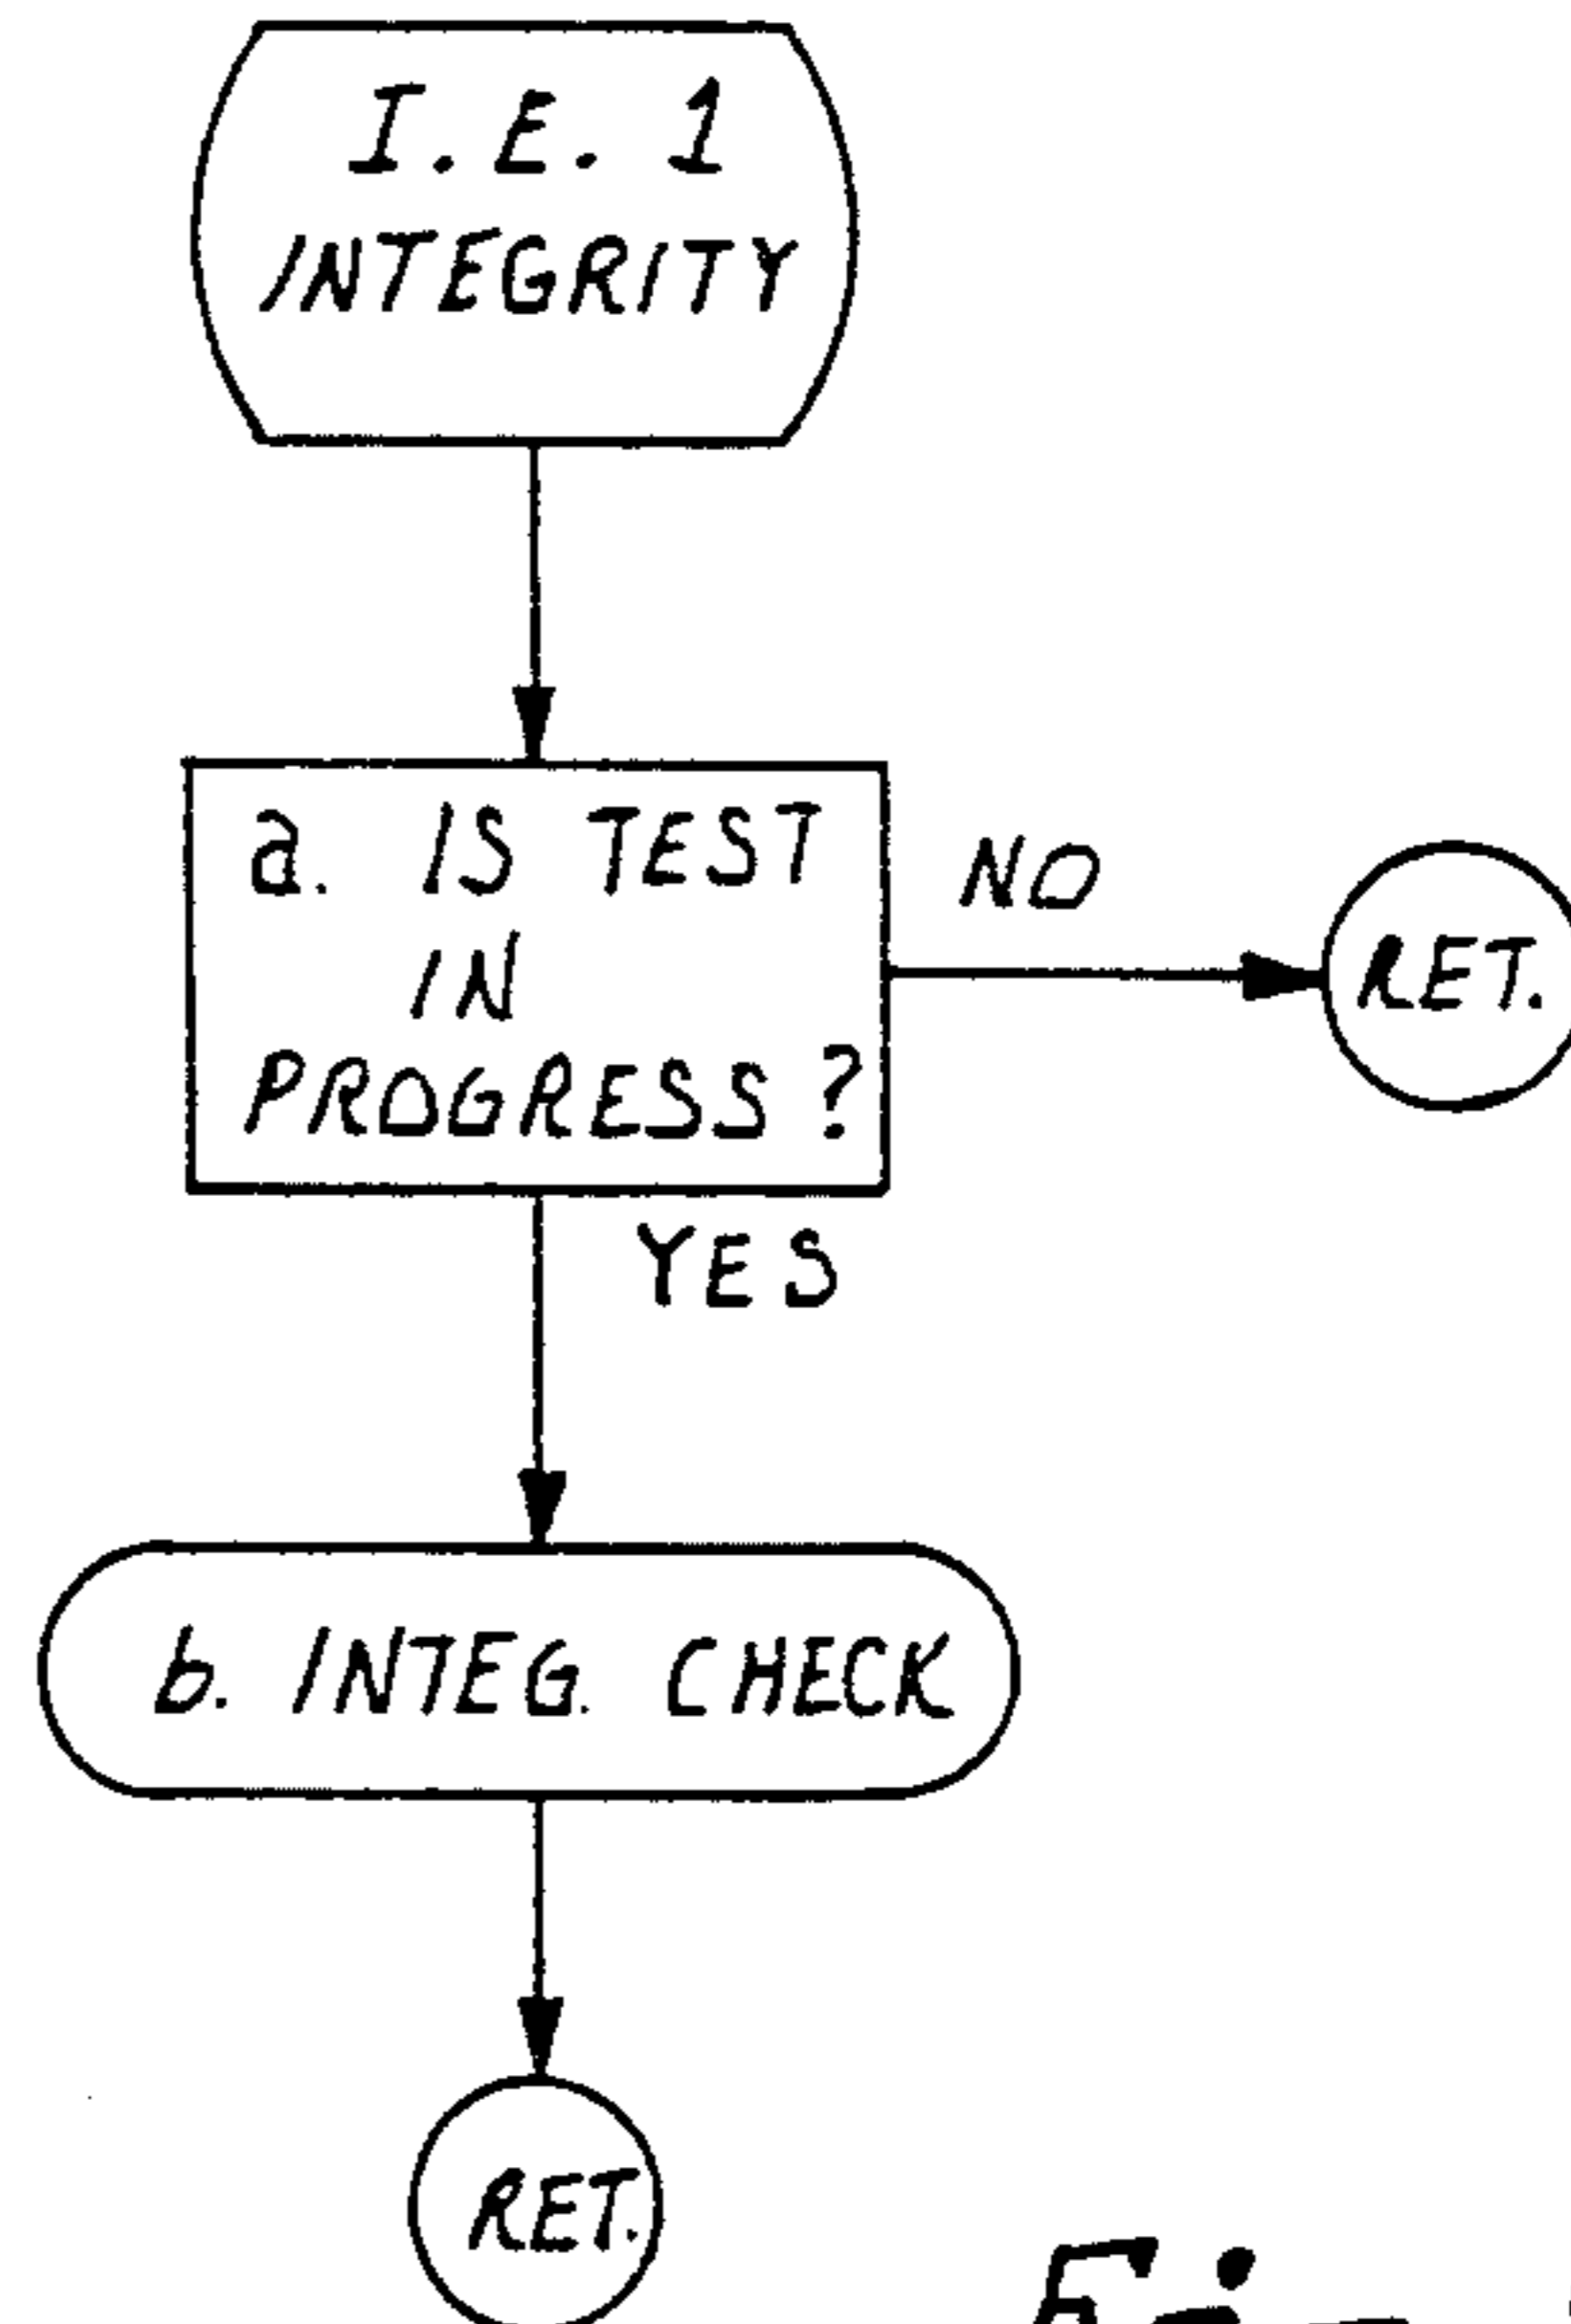 I. E. 1
INTEGRITY
a. IS TEST
IN
PROGRESS?
NO
RET.
YES
b. INTEG. CHECK
RET.